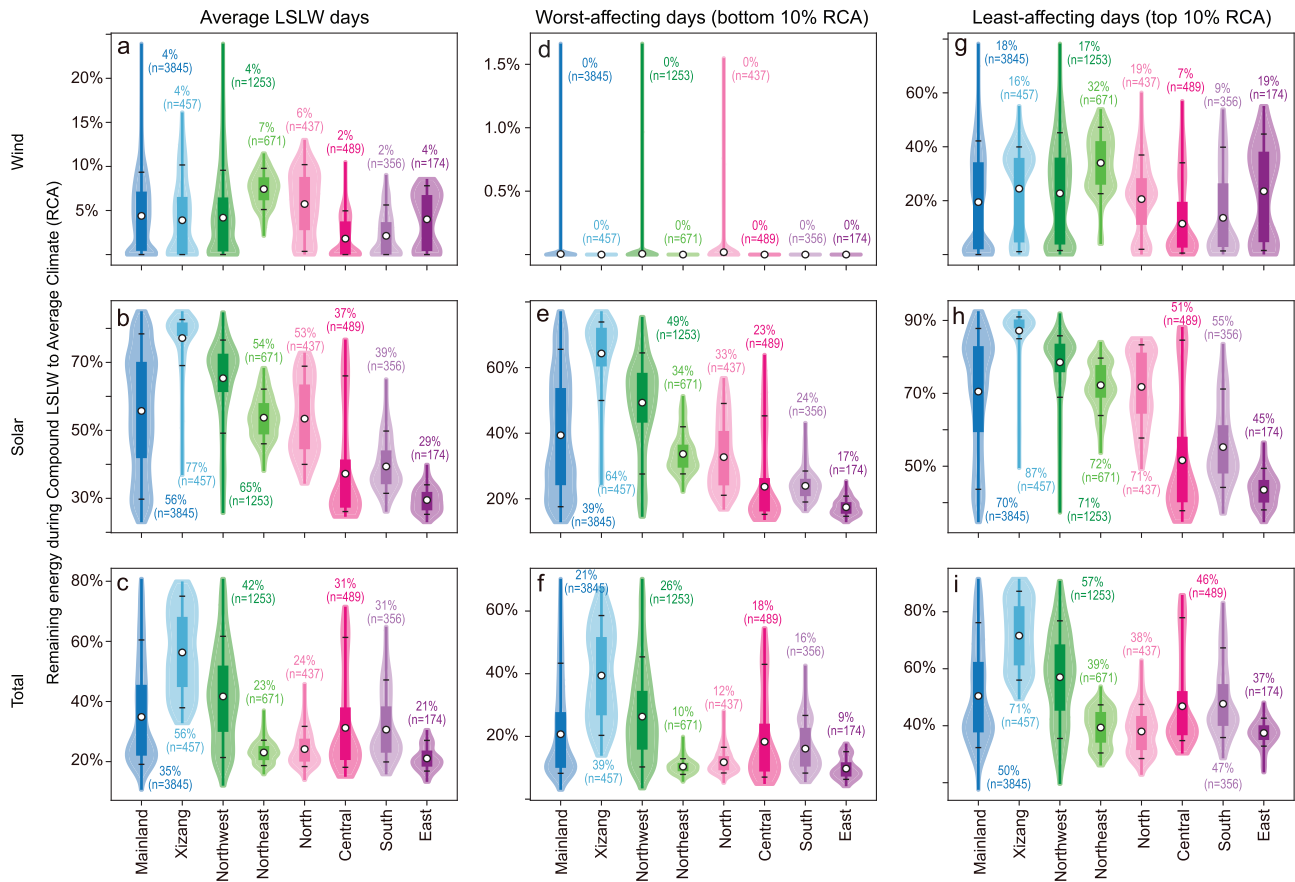 Average LSLW days
Worst-affecting days (bottom 10% RCA)
Least-affecting days (top 10% RCA)
Remaining energy during Compound LSLW to Average Climate (RCA)
Wind
a
20%
15%
10%
5%
4%
(n=3845)
4%
(n=457)
4%
(n=1253)
7%
(n=671)
6%
(n=437)
2%
(n=489)
2%
(n=356)
4%
(n=174)
d
1.5%
1.0%
0.5%
0%
(n=3845)
0%
(n=457)
0%
(n=1253)
0%
(n=671)
0%
(n=437)
0%
(n=489)
0%
(n=356)
0%
(n=174)
g
60%
40%
20%
18%
(n=3845)
16%
(n=457)
17%
(n=1253)
32%
(n=671)
19%
(n=437)
7%
(n=489)
9%
(n=356)
19%
(n=174)
Solar
b
70%
50%
30%
56%
(n=3845)
77%
(n=457)
65%
(n=1253)
54%
(n=671)
53%
(n=437)
37%
(n=489)
39%
(n=356)
29%
(n=174)
e
60%
40%
20%
39%
(n=3845)
64%
(n=457)
49%
(n=1253)
34%
(n=671)
33%
(n=437)
23%
(n=489)
24%
(n=356)
17%
(n=174)
h
90%
70%
50%
70%
(n=3845)
87%
(n=457)
71%
(n=1253)
72%
(n=671)
71%
(n=437)
51%
(n=489)
55%
(n=356)
45%
(n=174)
Total
c
80%
60%
40%
20%
35%
(n=3845)
56%
(n=457)
42%
(n=1253)
23%
(n=671)
24%
(n=437)
31%
(n=489)
31%
(n=356)
21%
(n=174)
f
60%
40%
20%
21%
(n=3845)
39%
(n=457)
26%
(n=1253)
10%
(n=671)
12%
(n=437)
18%
(n=489)
16%
(n=356)
9%
(n=174)
i
80%
60%
40%
50%
(n=3845)
71%
(n=457)
57%
(n=1253)
39%
(n=671)
38%
(n=437)
46%
(n=489)
47%
(n=356)
37%
(n=174)
Mainland
Xizang
Northwest
Northeast
North
Central
South
East
Mainland
Xizang
Northwest
Northeast
North
Central
South
East
Mainland
Xizang
Northwest
Northeast
North
Central
South
East